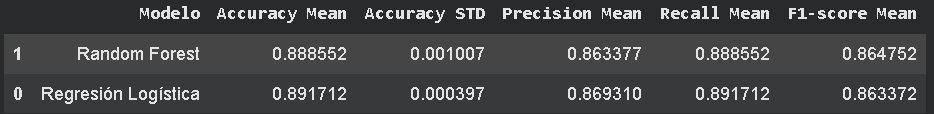 Modelo Accuracy Mean Accuracy STD Precision Mean Recall Mean F1-score Mean
1 Random Forest 0.888552 0.001007 0.863377 0.888552 0.864752
0 Regresión Logística 0.891712 0.000397 0.869310 0.891712 0.863372